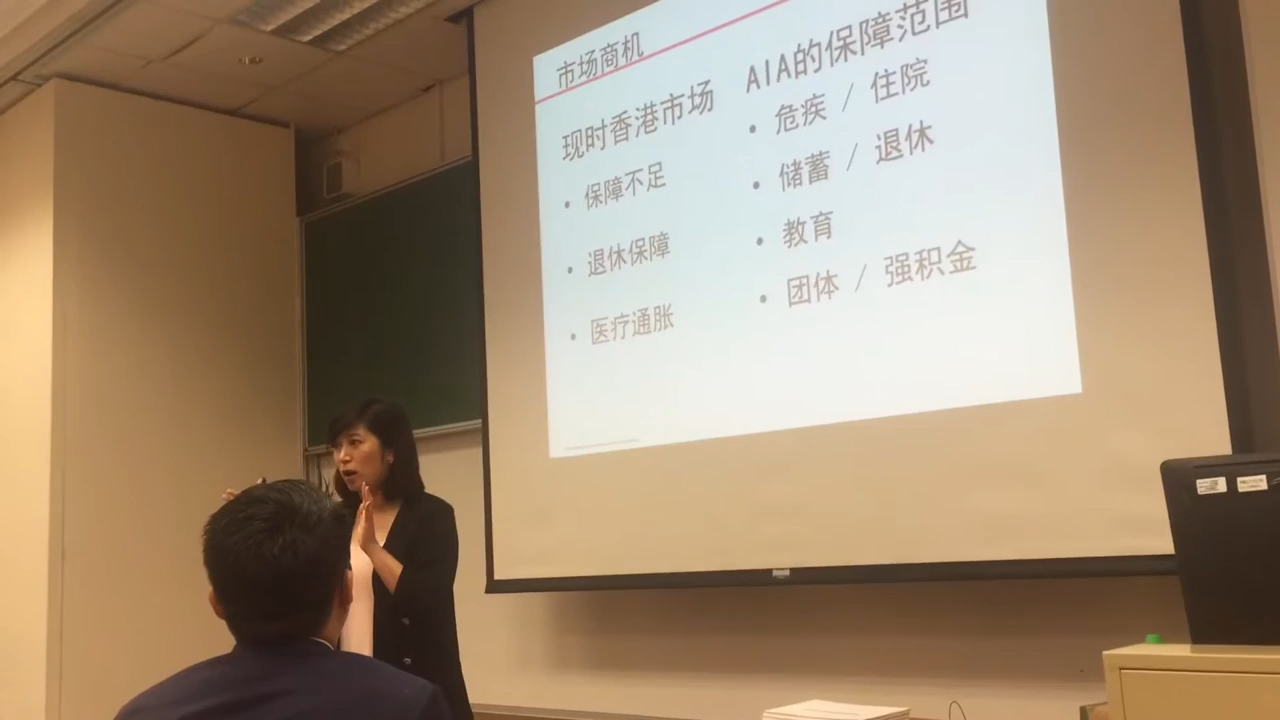 市场商机
现时香港市场
• 保障不足
• 退休保障
• 医疗通胀
AIA的保障范围
• 危疾 / 住院
• 储蓄 / 退休
• 教育
• 团体 / 强积金